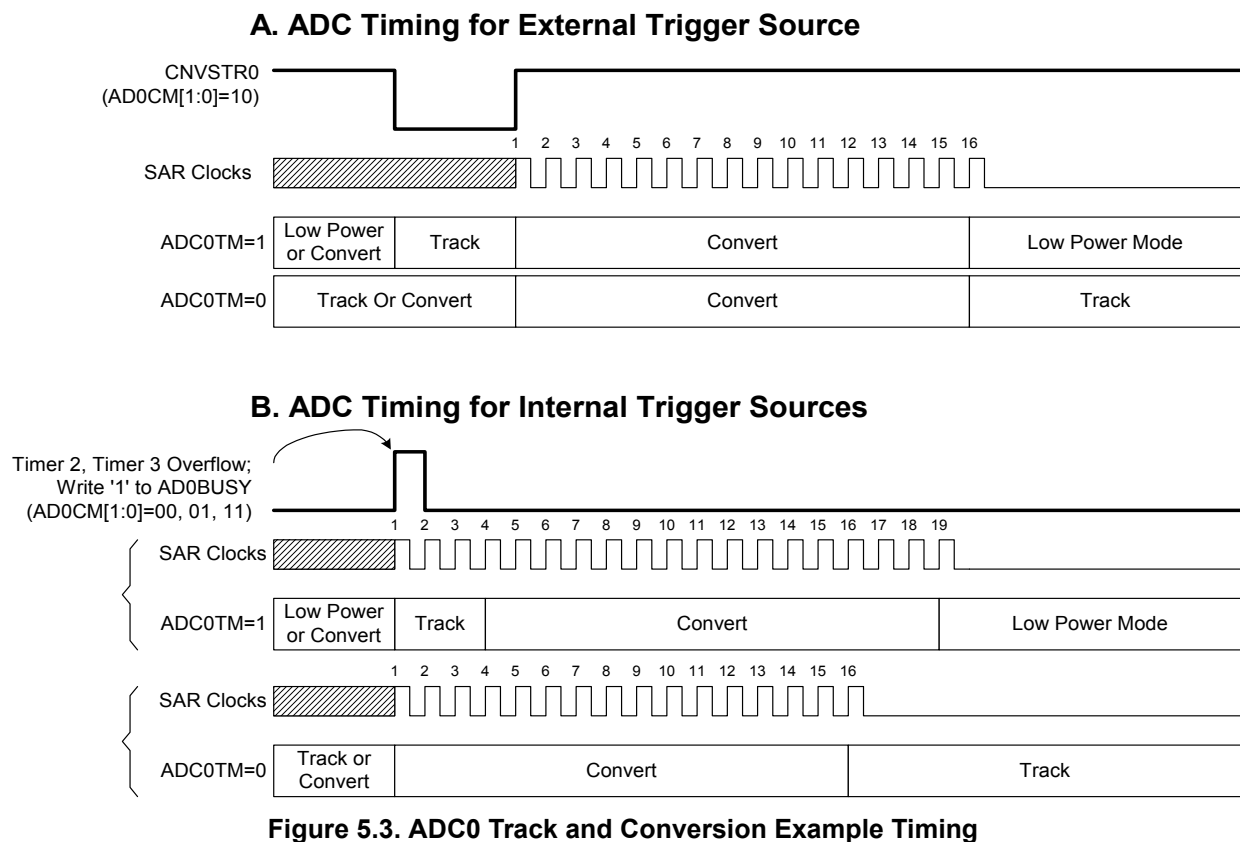 A. ADC Timing for External Trigger Source
CNVSTR0
(AD0CM[1:0]=10)
1 2 3 4 5 6 7 8 9 10 11 12 13 14 15 16
SAR Clocks
ADC0TM=1
Low Power
or Convert
Track
Convert
Low Power Mode
ADC0TM=0
Track Or Convert
Convert
Track
B. ADC Timing for Internal Trigger Sources
Timer 2, Timer 3 Overflow;
Write '1' to AD0BUSY
(AD0CM[1:0]=00, 01, 11)
1 2 3 4 5 6 7 8 9 10 11 12 13 14 15 16 17 18 19
SAR Clocks
ADC0TM=1
Low Power
or Convert
Track
Convert
Low Power Mode
1 2 3 4 5 6 7 8 9 10 11 12 13 14 15 16
SAR Clocks
ADC0TM=0
Track or
Convert
Convert
Track
Figure 5.3. ADC0 Track and Conversion Example Timing